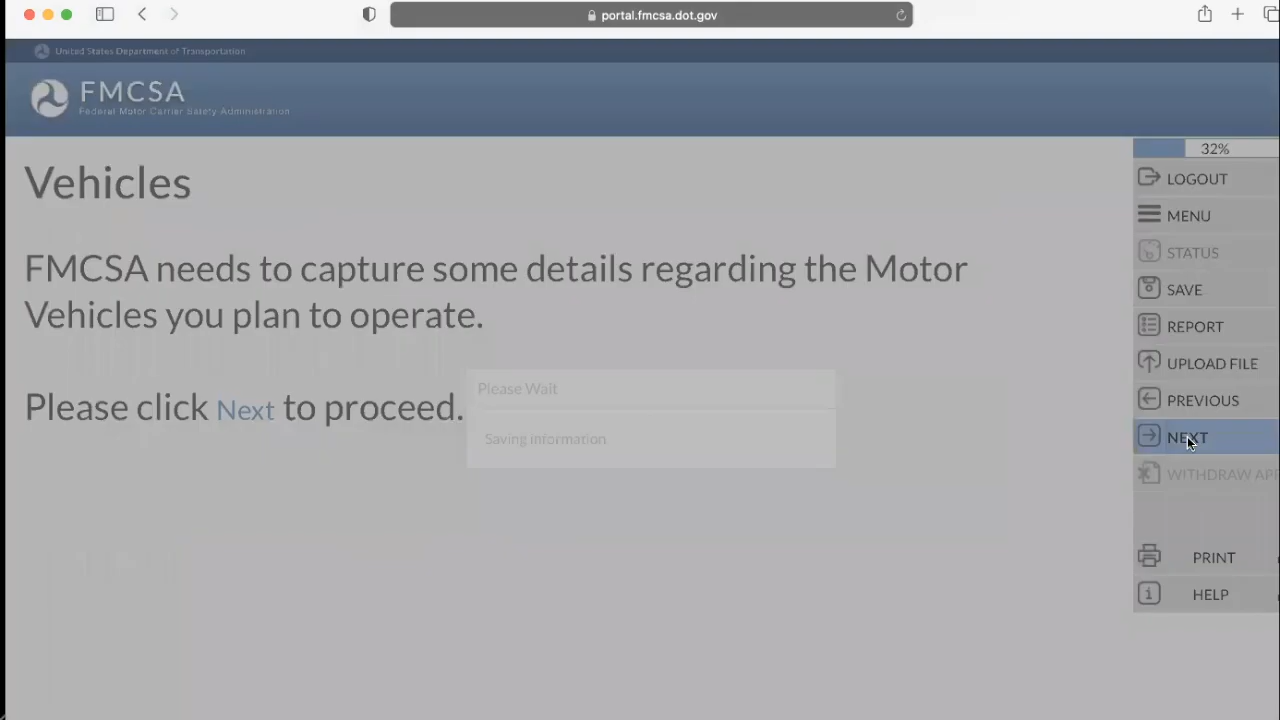 portal.fmcsa.dot.gov
United States Department of Transportation
FMCSA
Federal Motor Carrier Safety Administration
32%
Vehicles
LOGOUT
MENU
FMCSA needs to capture some details regarding the Motor
Vehicles you plan to operate.
STATUS
SAVE
REPORT
UPLOAD FILE
Please click Next to proceed.
Please Wait
Saving information
PREVIOUS
NEXT
WITHDRAW AP
PRINT
HELP